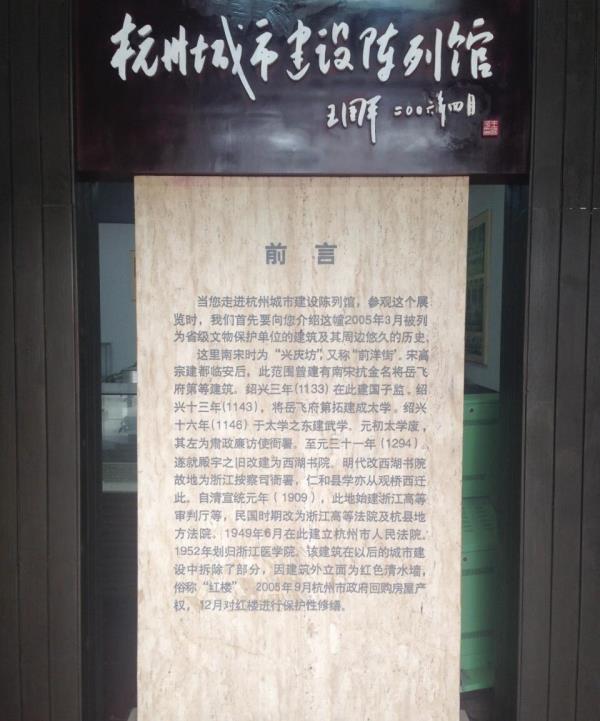 杭州城市建设陈列馆
王国平 二〇〇六年四月
前言
当您走进杭州城市建设陈列馆，参观这个展
览时，我们首先要向您介绍这幢2005年3月被列
为省级文物保护单位的建筑及其周边悠久的历史。
这里南宋时为“兴庆坊”，又称“前洋街”。宋高
宗建都临安后，此范围曾建有南宋抗金名将岳飞
府第等建筑。绍兴三年(1133)在此建国子监。绍
兴十三年(1143)，将岳飞府第拓建成太学。绍兴
十六年(1146)于太学之东建武学。元初太学废，
其左为肃政廉访使衙署。至元三十一年(1294)，
遂就殿宇之旧改建为西湖书院。明代改西湖书院
故地为浙江按察司衙署，仁和县学亦从观桥西迁
此。自清宣统元年(1909)，此地始建浙江高等
审判厅等，民国时期改为浙江高等法院及杭县地
方法院。1949年6月在此建立杭州市人民法院。
1952年划归浙江医学院。该建筑在以后的城市建
设中拆除了部分，因建筑外立面为红色清水墙，
俗称“红楼”。2005年9月杭州市政府回购房屋产
权，12月对红楼进行保护性修缮。